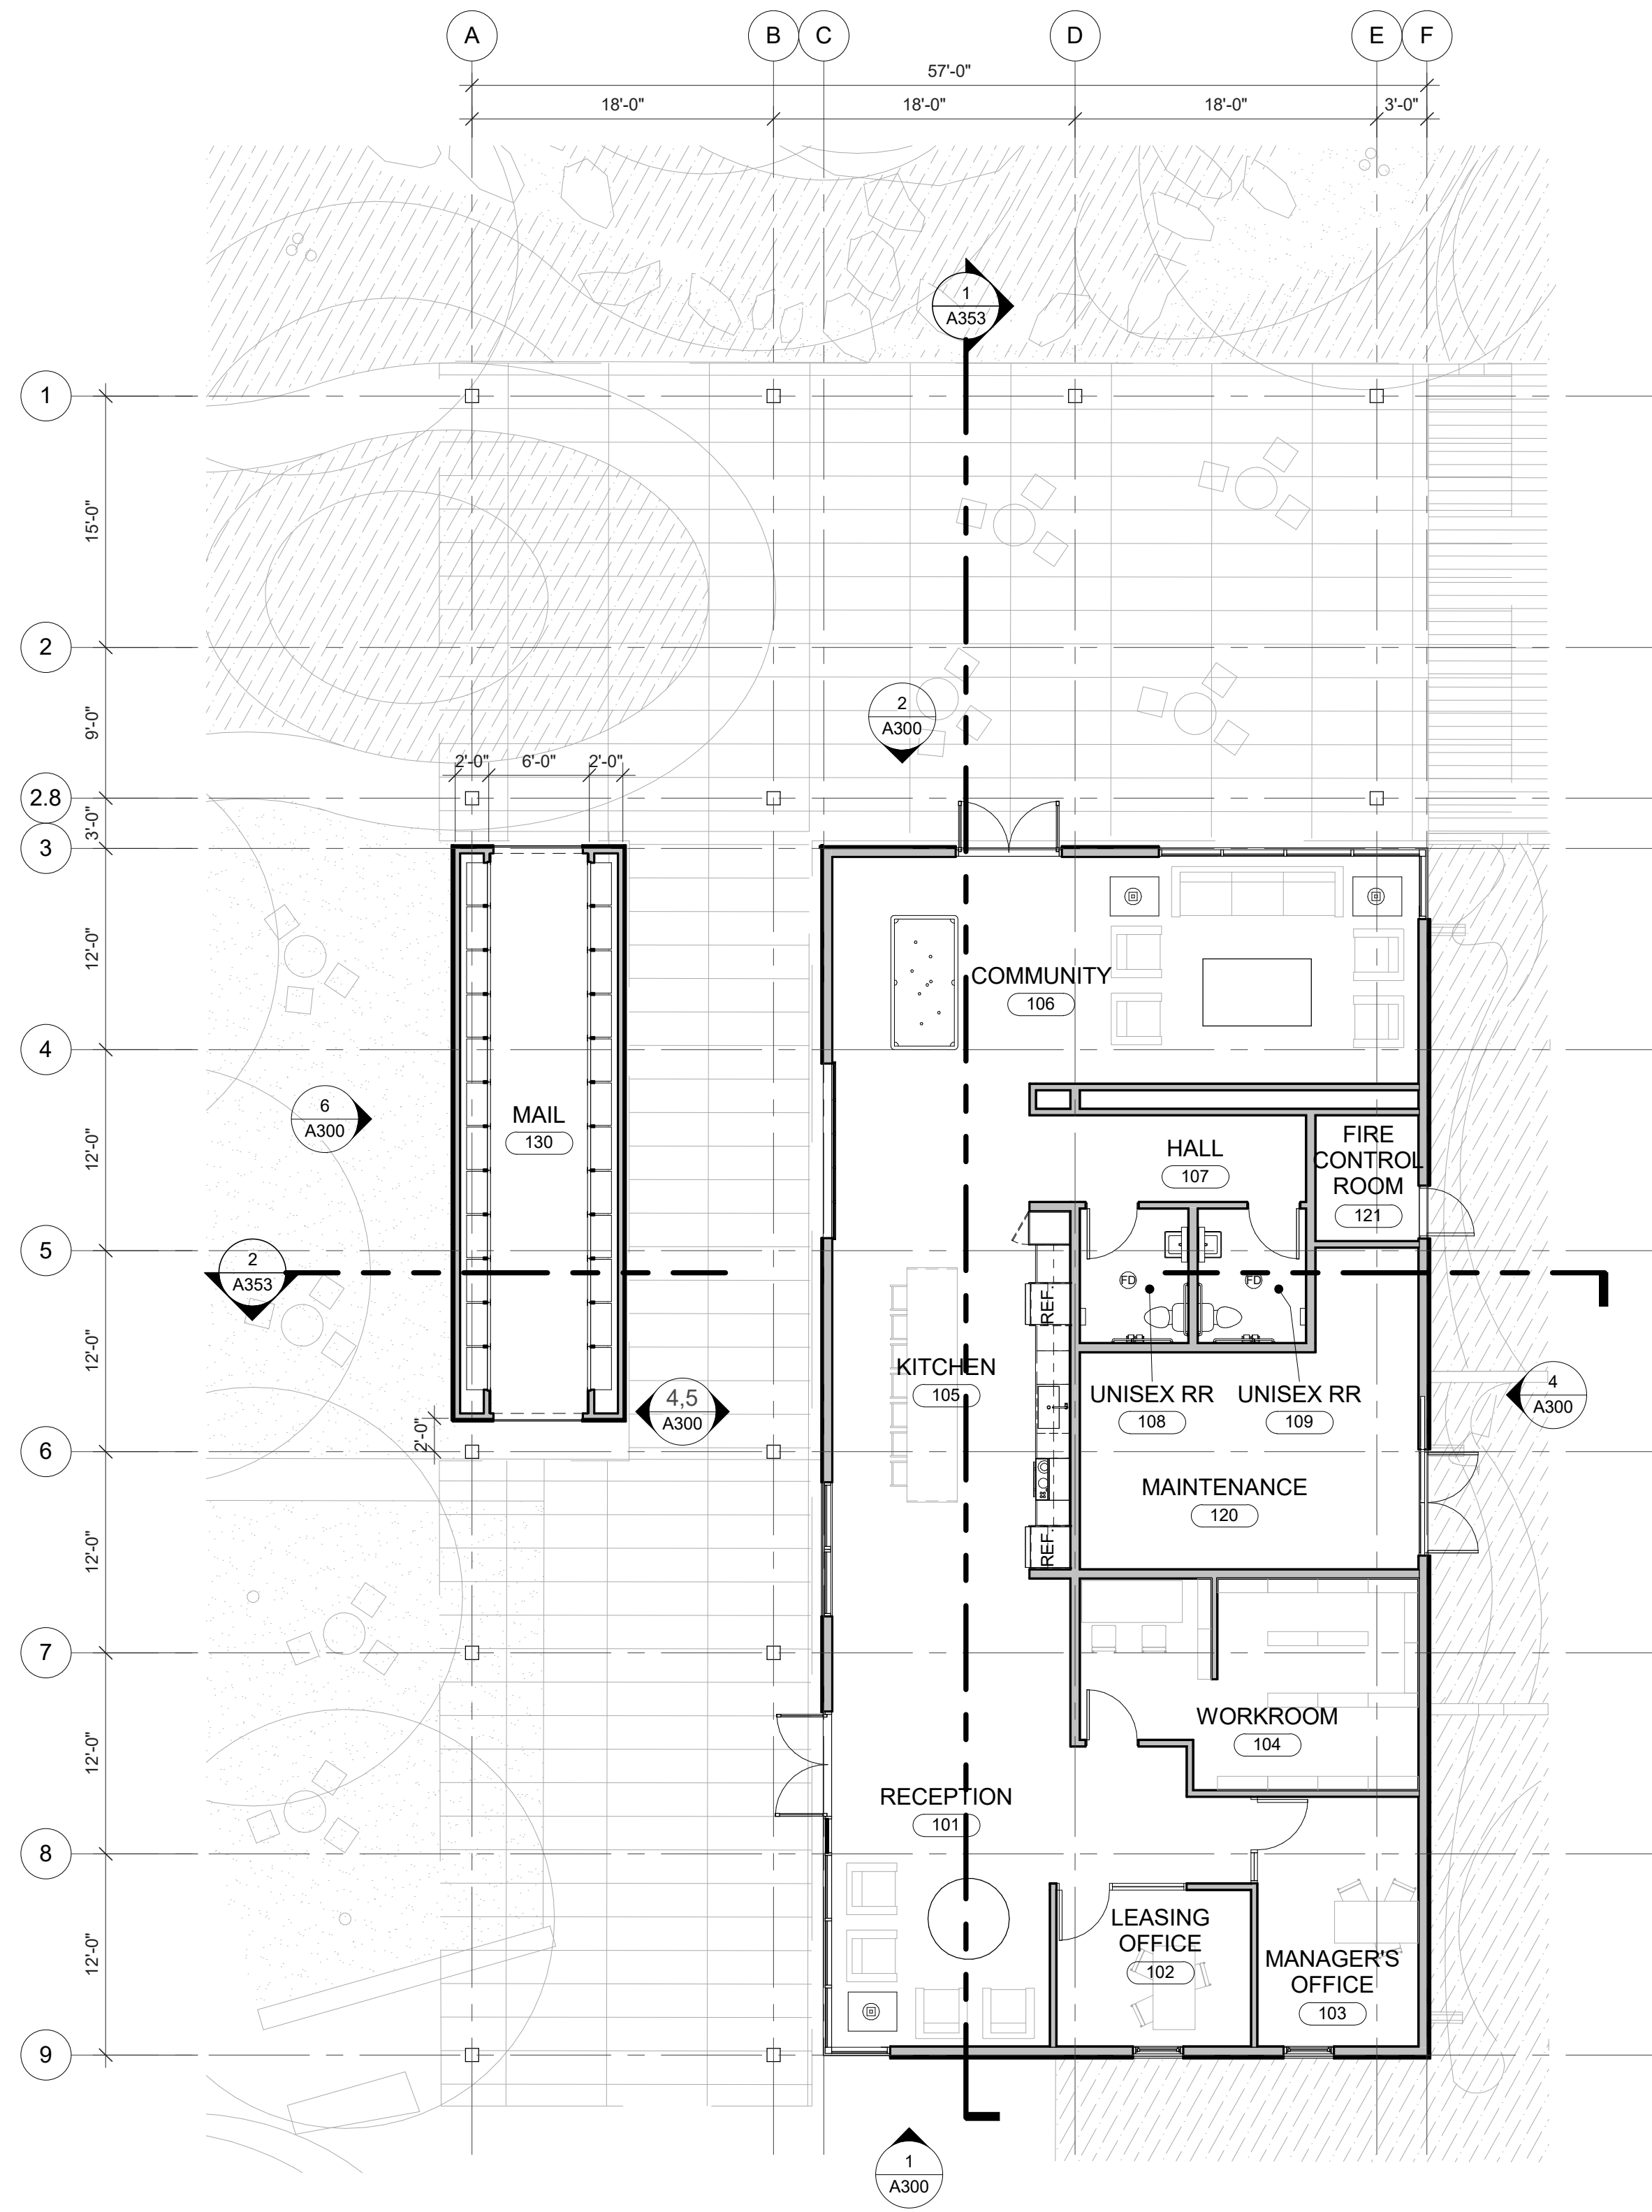 A
B
C
D
E
F
57'-0"
18'-0"
18'-0"
18'-0"
3'-0"
1
A353
1
15'-0"
2
2
A300
9'-0"
2'-0"
6'-0"
2'-0"
2.8
3'-0"
3
12'-0"
COMMUNITY
106
4
6
A300
MAIL
130
12'-0"
HALL
107
FIRE
CONTROL
ROOM
121
5
2
A353
FD
FD
REF.
12'-0"
KITCHEN
105
UNISEX RR
108
UNISEX RR
109
4
A300
4,5
A300
2'-0"
6
MAINTENANCE
120
12'-0"
REF.
7
WORKROOM
104
12'-0"
RECEPTION
101
8
LEASING
OFFICE
102
12'-0"
MANAGER'S
OFFICE
103
9
1
A300